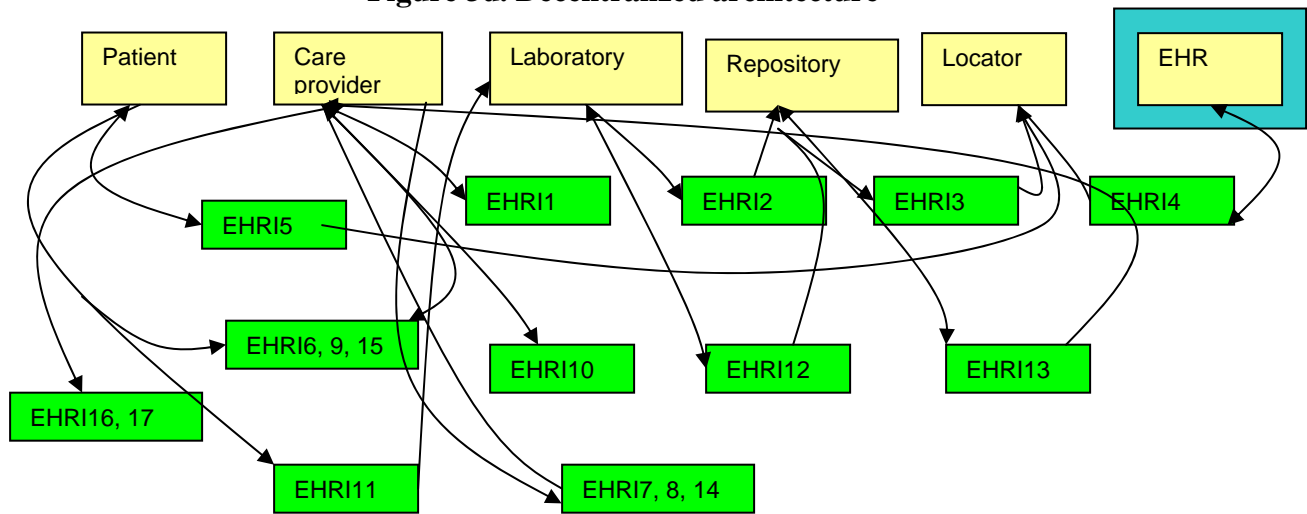 Patient
Care
provider
Laboratory
Repository
Locator
EHR
EHRI1
EHRI2
EHRI3
EHRI4
EHRI5
EHRI6, 9, 15
EHRI10
EHRI12
EHRI13
EHRI16, 17
EHRI11
EHRI7, 8, 14